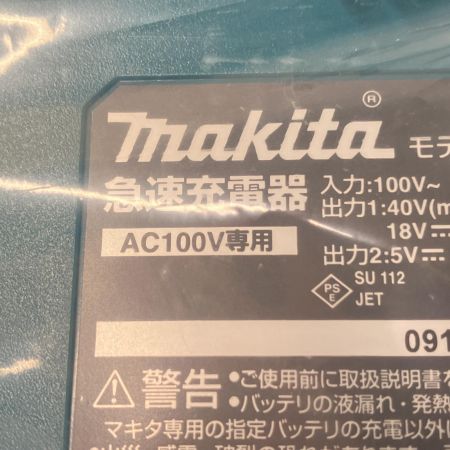 makita® モデ
急速充電器 入力:100V~
出力1:40V(m
AC100V専用 18V⎓
出力2:5V⎓
PS E SU 112
JET
091
⚠警告 •ご使用前に取扱説明書を
•バッテリの液漏れ・発熱
マキタ専用の指定バッテリの充電以外に